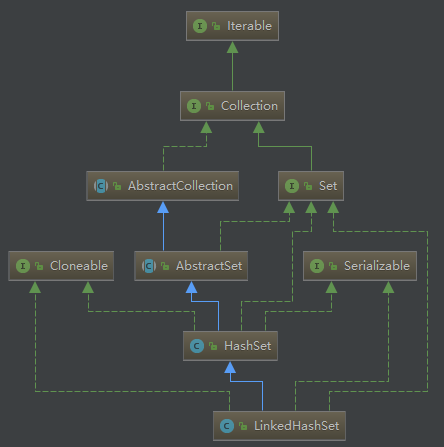 I Iterable
I Collection
C AbstractCollection
I Set
I Cloneable
C AbstractSet
I Serializable
C HashSet
C LinkedHashSet